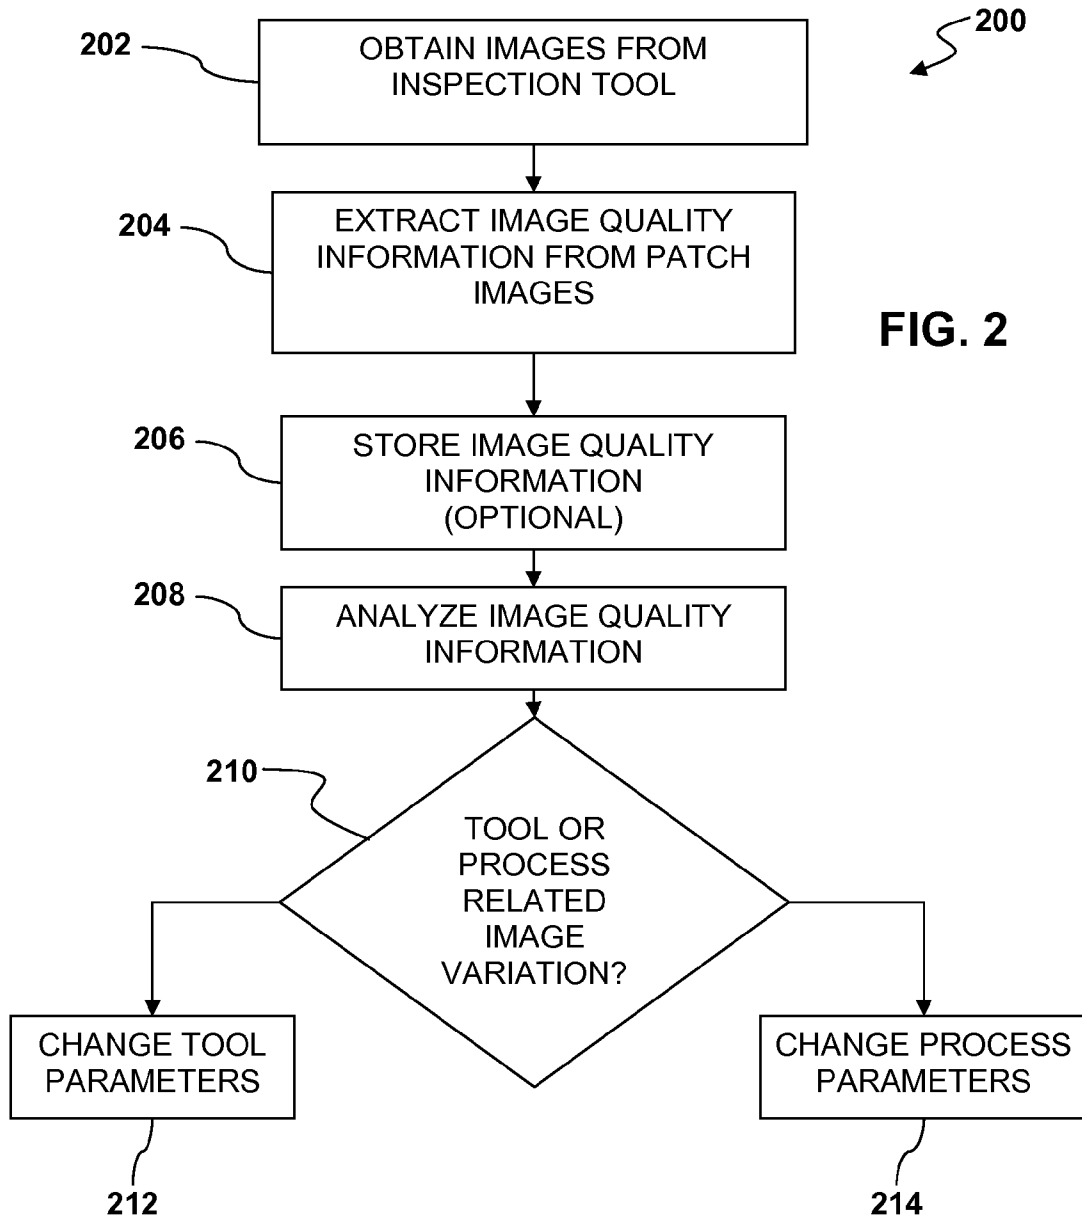 200
202
OBTAIN IMAGES FROM
INSPECTION TOOL
204
EXTRACT IMAGE QUALITY
INFORMATION FROM PATCH
IMAGES
FIG. 2
206
STORE IMAGE QUALITY
INFORMATION
(OPTIONAL)
208
ANALYZE IMAGE QUALITY
INFORMATION
210
TOOL OR
PROCESS
RELATED
IMAGE
VARIATION?
CHANGE TOOL
PARAMETERS
212
CHANGE PROCESS
PARAMETERS
214